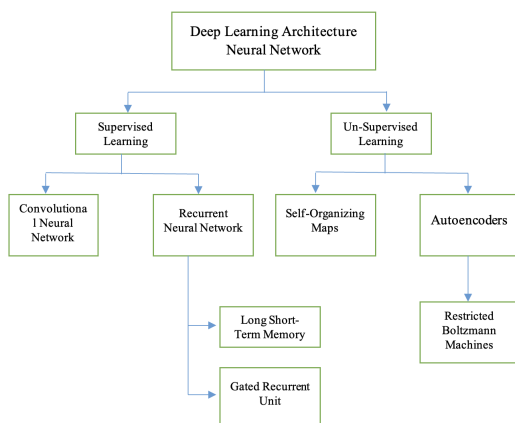 Deep Learning Architecture
Neural Network
Supervised
Learning
Un-Supervised
Learning
Convolutiona
l Neural
Network
Recurrent
Neural Network
Self-Organizing
Maps
Autoencoders
Long Short-
Term Memory
Restricted
Boltzmann
Machines
Gated Recurrent
Unit